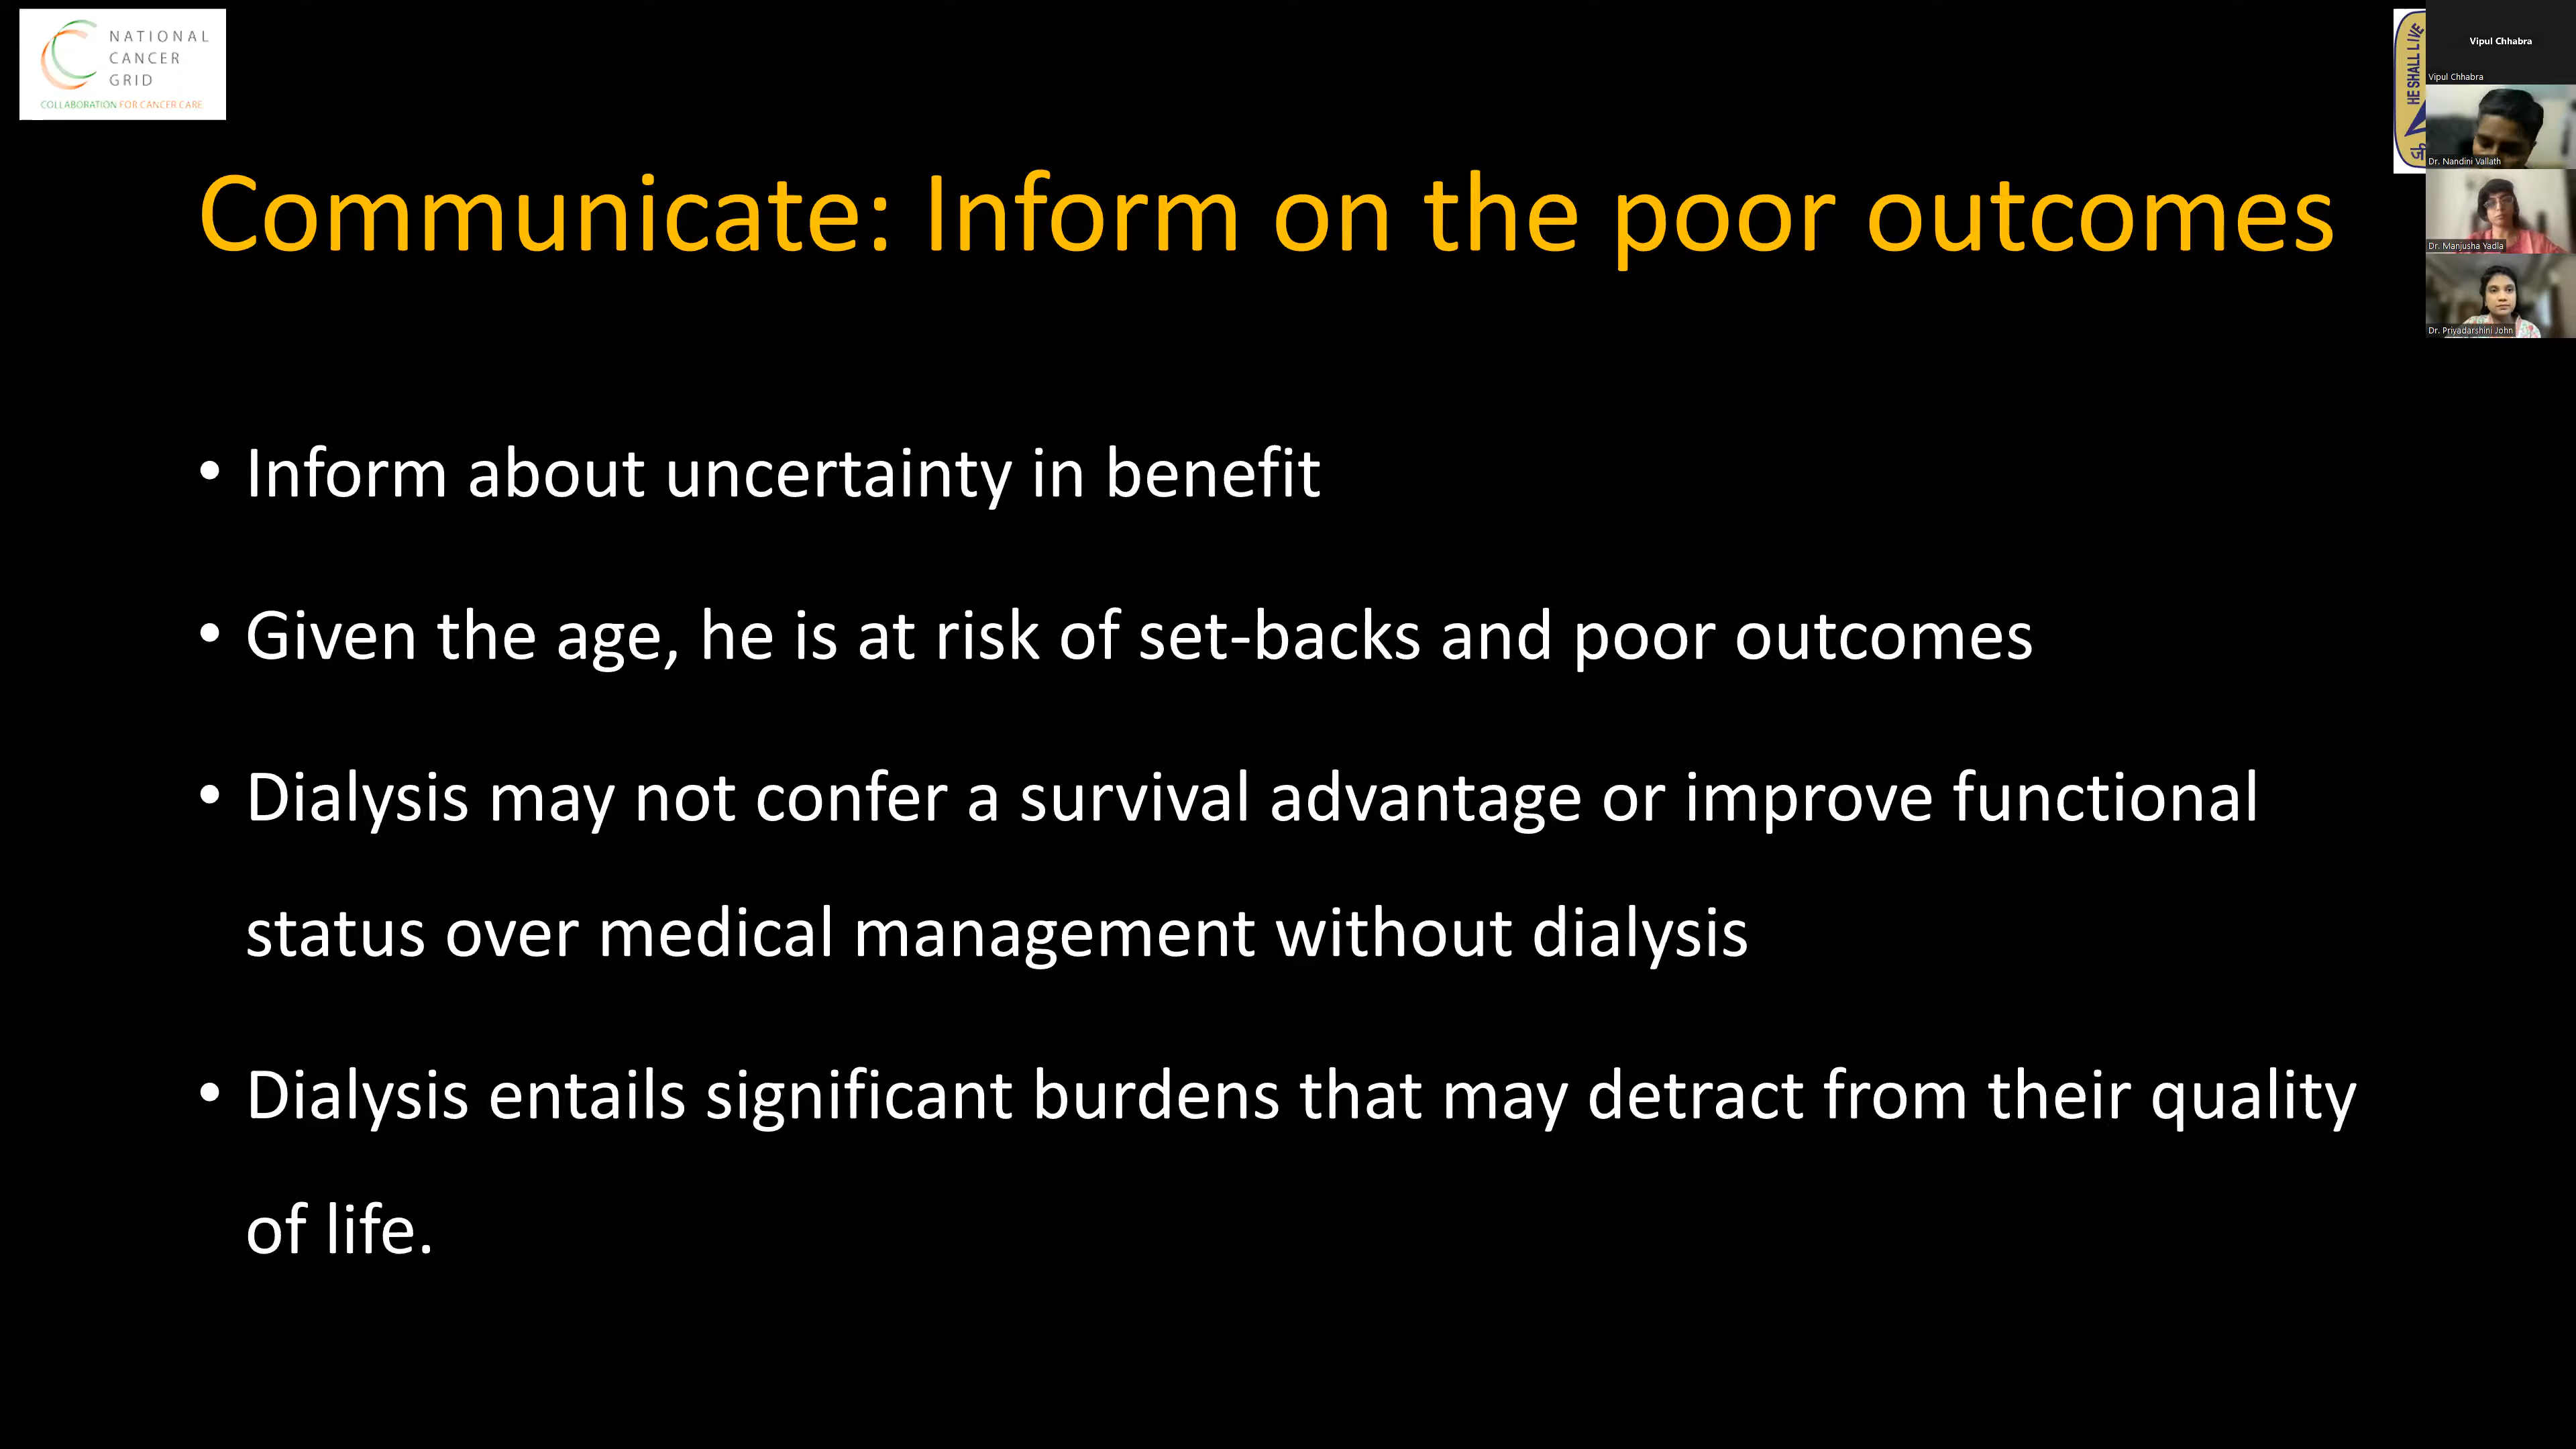 NATIONAL
CANCER
GRID
COLLABORATION FOR CANCER CARE
HE SHALL LIVE
Vipul Chhabra
Vipul Chhabra
Dr. Nandini Vallath
Dr. Manjusha Yadla
Dr. Priyadarshini John
Communicate: Inform on the poor outcomes
• Inform about uncertainty in benefit
• Given the age, he is at risk of set-backs and poor outcomes
• Dialysis may not confer a survival advantage or improve functional
status over medical management without dialysis
• Dialysis entails significant burdens that may detract from their quality
of life.